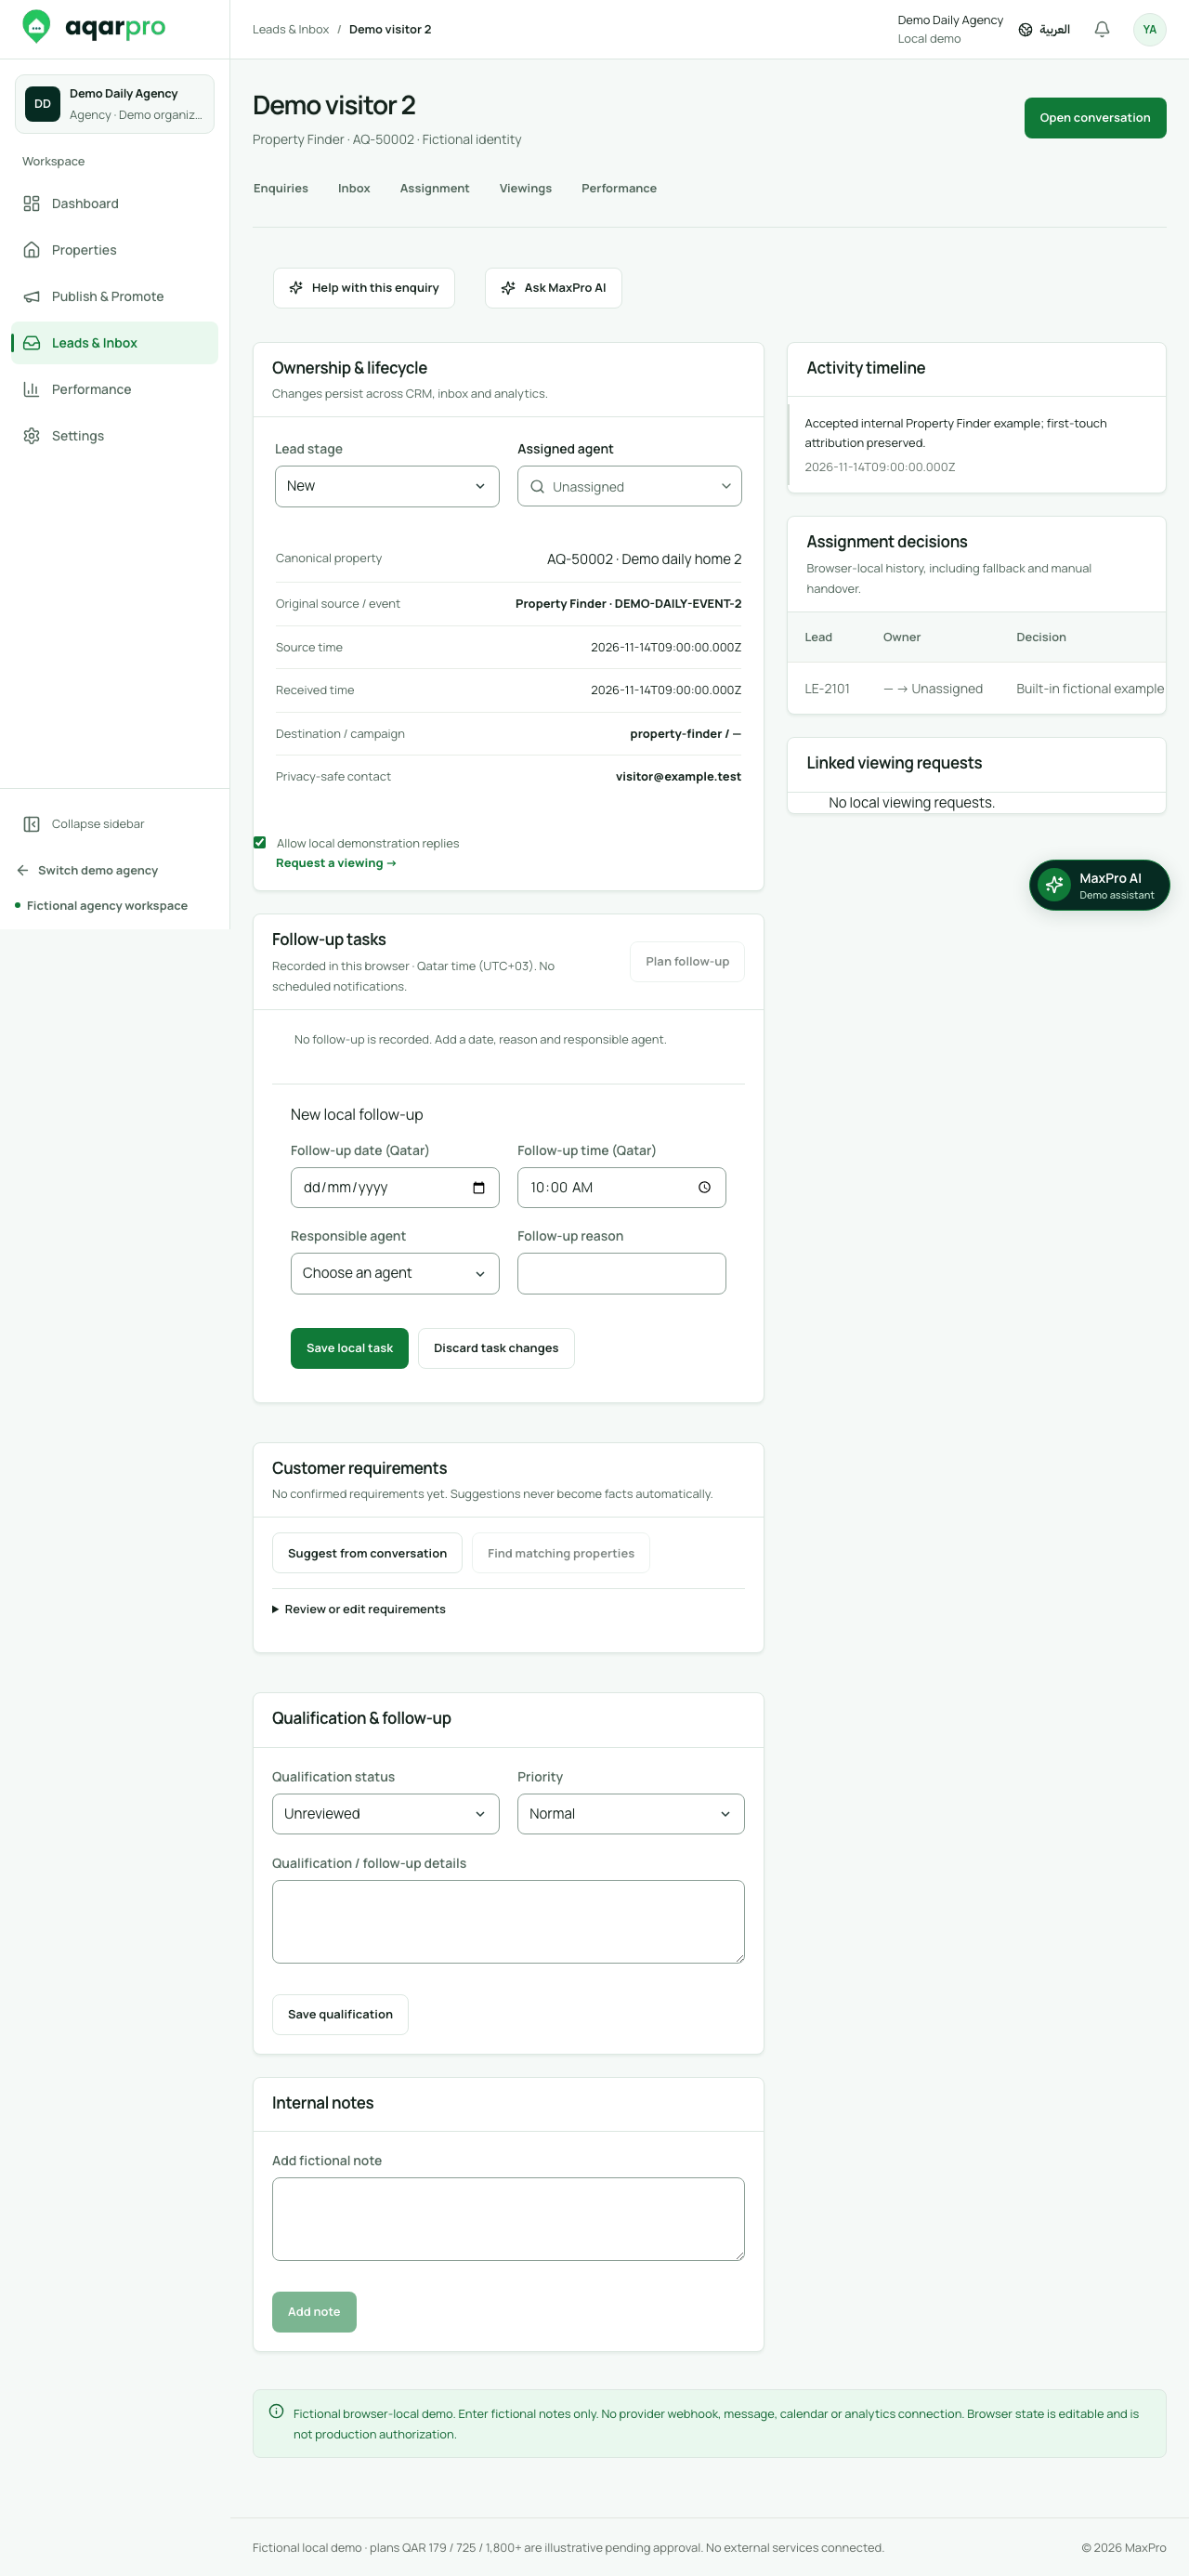 aqarpro
Leads & Inbox / Demo visitor 2
Demo Daily Agency
Local demo
العربية
YA
DD
Demo Daily Agency
Agency · Demo organiz...
Workspace
Dashboard
Properties
Publish & Promote
Leads & Inbox
Performance
Settings
Collapse sidebar
Switch demo agency
Fictional agency workspace
Demo visitor 2
Property Finder · AQ-50002 · Fictional identity
Open conversation
Enquiries Inbox Assignment Viewings Performance
Help with this enquiry Ask MaxPro AI
Ownership & lifecycle
Changes persist across CRM, inbox and analytics.
Lead stage Assigned agent
New Unassigned
Canonical property AQ-50002 · Demo daily home 2
Original source / event Property Finder · DEMO-DAILY-EVENT-2
Source time 2026-11-14T09:00:00.000Z
Received time 2026-11-14T09:00:00.000Z
Destination / campaign property-finder / —
Privacy-safe contact visitor@example.test
Allow local demonstration replies
Request a viewing →
Activity timeline
Accepted internal Property Finder example; first-touch
attribution preserved.
2026-11-14T09:00:00.000Z
Assignment decisions
Browser-local history, including fallback and manual
handover.
Lead Owner Decision
LE-2101 — → Unassigned Built-in fictional example
Linked viewing requests
No local viewing requests.
MaxPro AI
Demo assistant
Follow-up tasks
Recorded in this browser · Qatar time (UTC+03). No
scheduled notifications.
Plan follow-up
No follow-up is recorded. Add a date, reason and responsible agent.
New local follow-up
Follow-up date (Qatar) Follow-up time (Qatar)
dd/mm/yyyy 10:00 AM
Responsible agent Follow-up reason
Choose an agent
Save local task Discard task changes
Customer requirements
No confirmed requirements yet. Suggestions never become facts automatically.
Suggest from conversation Find matching properties
Review or edit requirements
Qualification & follow-up
Qualification status Priority
Unreviewed Normal
Qualification / follow-up details
Save qualification
Internal notes
Add fictional note
Add note
Fictional browser-local demo. Enter fictional notes only. No provider webhook, message, calendar or analytics connection. Browser state is editable and is
not production authorization.
Fictional local demo · plans QAR 179 / 725 / 1,800+ are illustrative pending approval. No external services connected.
© 2026 MaxPro